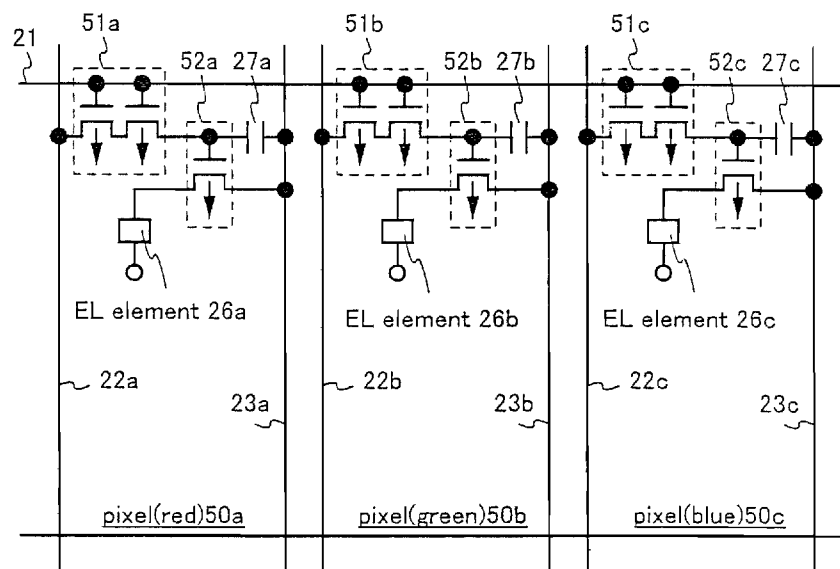 21
51a
52a
27a
51b
52b
27b
51c
52c
27c
EL element 26a
EL element 26b
EL element 26c
22a
23a
22b
23b
22c
23c
pixel(red)50a
pixel(green)50b
pixel(blue)50c